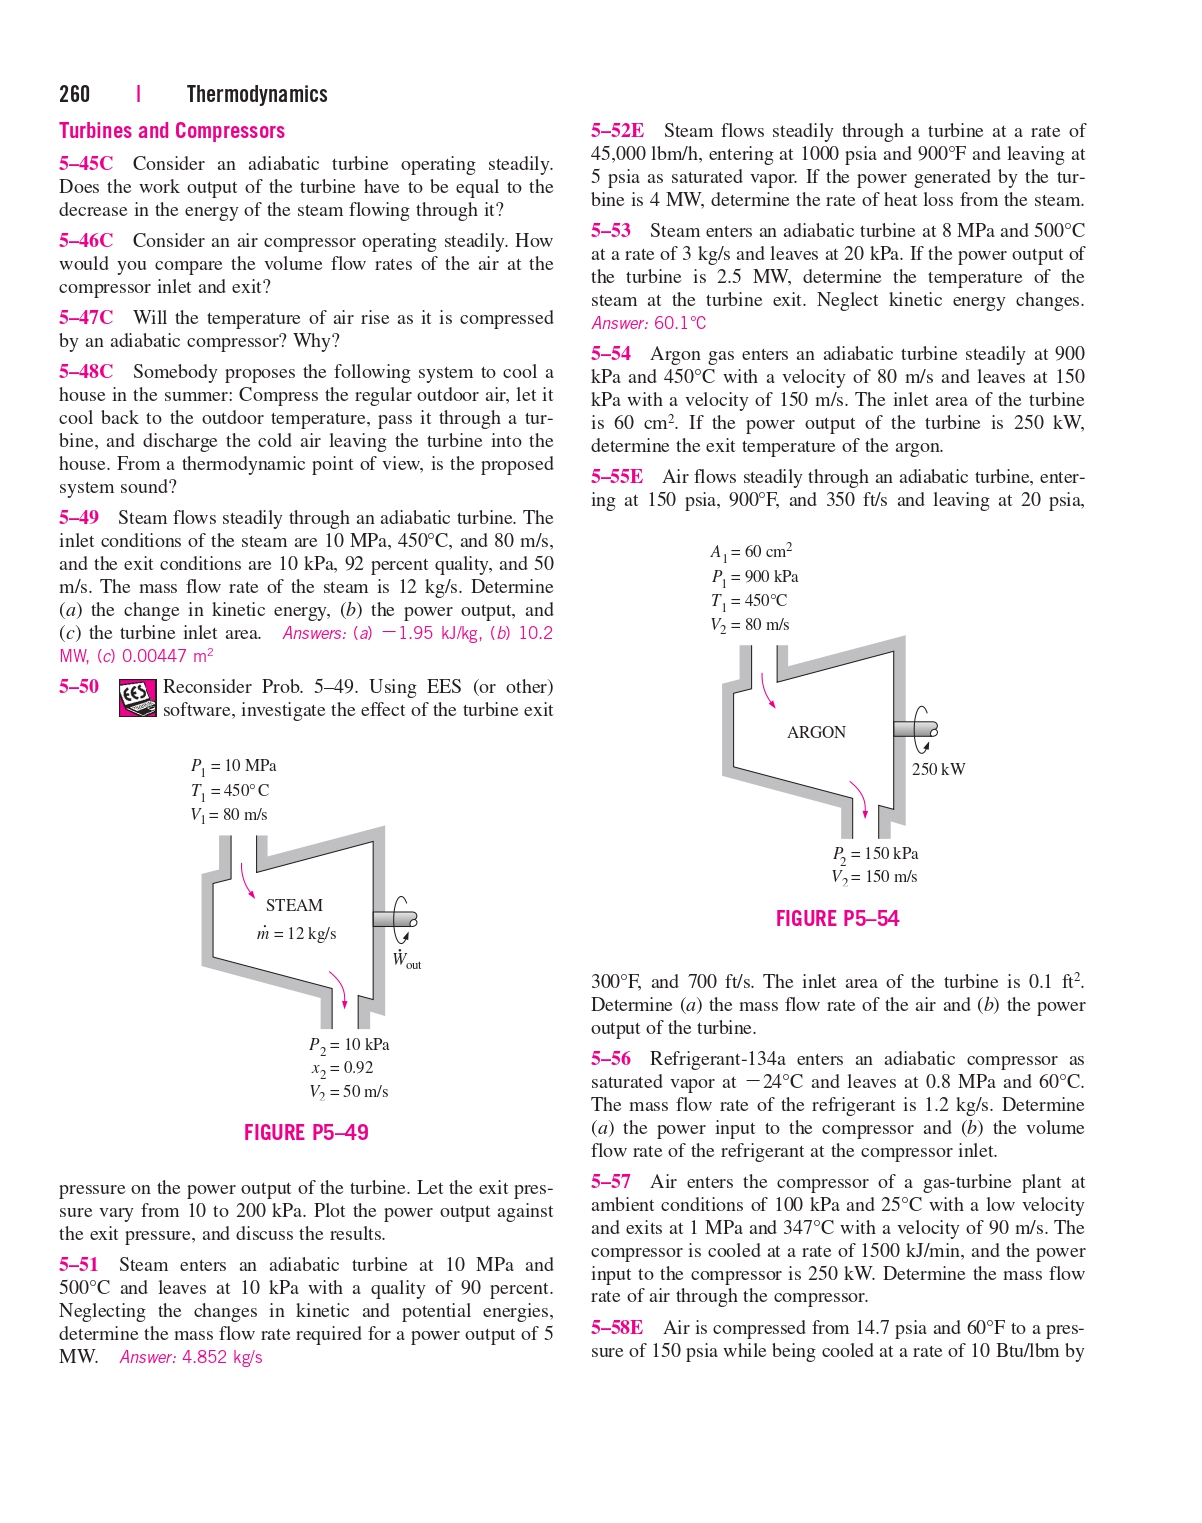 260 | Thermodynamics
Turbines and Compressors
5–45C Consider an adiabatic turbine operating steadily.
Does the work output of the turbine have to be equal to the
decrease in the energy of the steam flowing through it?
5–46C Consider an air compressor operating steadily. How
would you compare the volume flow rates of the air at the
compressor inlet and exit?
5–47C Will the temperature of air rise as it is compressed
by an adiabatic compressor? Why?
5–48C Somebody proposes the following system to cool a
house in the summer: Compress the regular outdoor air, let it
cool back to the outdoor temperature, pass it through a tur-
bine, and discharge the cold air leaving the turbine into the
house. From a thermodynamic point of view, is the proposed
system sound?
5–49 Steam flows steadily through an adiabatic turbine. The
inlet conditions of the steam are 10 MPa, 450°C, and 80 m/s,
and the exit conditions are 10 kPa, 92 percent quality, and 50
m/s. The mass flow rate of the steam is 12 kg/s. Determine
(a) the change in kinetic energy, (b) the power output, and
(c) the turbine inlet area. Answers: (a) −1.95 kJ/kg, (b) 10.2
MW, (c) 0.00447 m²
5–50 EES Reconsider Prob. 5–49. Using EES (or other)
software, investigate the effect of the turbine exit
P₁ = 10 MPa
T₁ = 450°C
V₁ = 80 m/s
STEAM
ṁ = 12 kg/s
Ẇout
P₂ = 10 kPa
x₂ = 0.92
V₂ = 50 m/s
FIGURE P5–49
pressure on the power output of the turbine. Let the exit pres-
sure vary from 10 to 200 kPa. Plot the power output against
the exit pressure, and discuss the results.
5–51 Steam enters an adiabatic turbine at 10 MPa and
500°C and leaves at 10 kPa with a quality of 90 percent.
Neglecting the changes in kinetic and potential energies,
determine the mass flow rate required for a power output of 5
MW. Answer: 4.852 kg/s
5–52E Steam flows steadily through a turbine at a rate of
45,000 lbm/h, entering at 1000 psia and 900°F and leaving at
5 psia as saturated vapor. If the power generated by the tur-
bine is 4 MW, determine the rate of heat loss from the steam.
5–53 Steam enters an adiabatic turbine at 8 MPa and 500°C
at a rate of 3 kg/s and leaves at 20 kPa. If the power output of
the turbine is 2.5 MW, determine the temperature of the
steam at the turbine exit. Neglect kinetic energy changes.
Answer: 60.1°C
5–54 Argon gas enters an adiabatic turbine steadily at 900
kPa and 450°C with a velocity of 80 m/s and leaves at 150
kPa with a velocity of 150 m/s. The inlet area of the turbine
is 60 cm². If the power output of the turbine is 250 kW,
determine the exit temperature of the argon.
5–55E Air flows steadily through an adiabatic turbine, enter-
ing at 150 psia, 900°F, and 350 ft/s and leaving at 20 psia,
A₁ = 60 cm²
P₁ = 900 kPa
T₁ = 450°C
V₂ = 80 m/s
ARGON
250 kW
P₂ = 150 kPa
V₂ = 150 m/s
FIGURE P5–54
300°F, and 700 ft/s. The inlet area of the turbine is 0.1 ft².
Determine (a) the mass flow rate of the air and (b) the power
output of the turbine.
5–56 Refrigerant-134a enters an adiabatic compressor as
saturated vapor at −24°C and leaves at 0.8 MPa and 60°C.
The mass flow rate of the refrigerant is 1.2 kg/s. Determine
(a) the power input to the compressor and (b) the volume
flow rate of the refrigerant at the compressor inlet.
5–57 Air enters the compressor of a gas-turbine plant at
ambient conditions of 100 kPa and 25°C with a low velocity
and exits at 1 MPa and 347°C with a velocity of 90 m/s. The
compressor is cooled at a rate of 1500 kJ/min, and the power
input to the compressor is 250 kW. Determine the mass flow
rate of air through the compressor.
5–58E Air is compressed from 14.7 psia and 60°F to a pres-
sure of 150 psia while being cooled at a rate of 10 Btu/lbm by